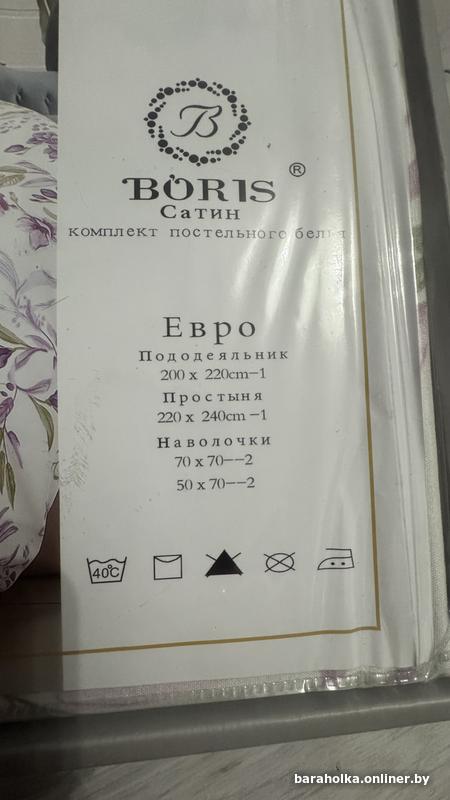 B
BORIS ®
Сатин
комплект постельного белья
Евро
Пододеяльник
200 x 220cm-1
Простыня
220 x 240cm -1
Наволочки
70 x 70--2
50 x 70--2
40°C
baraholka.onliner.by